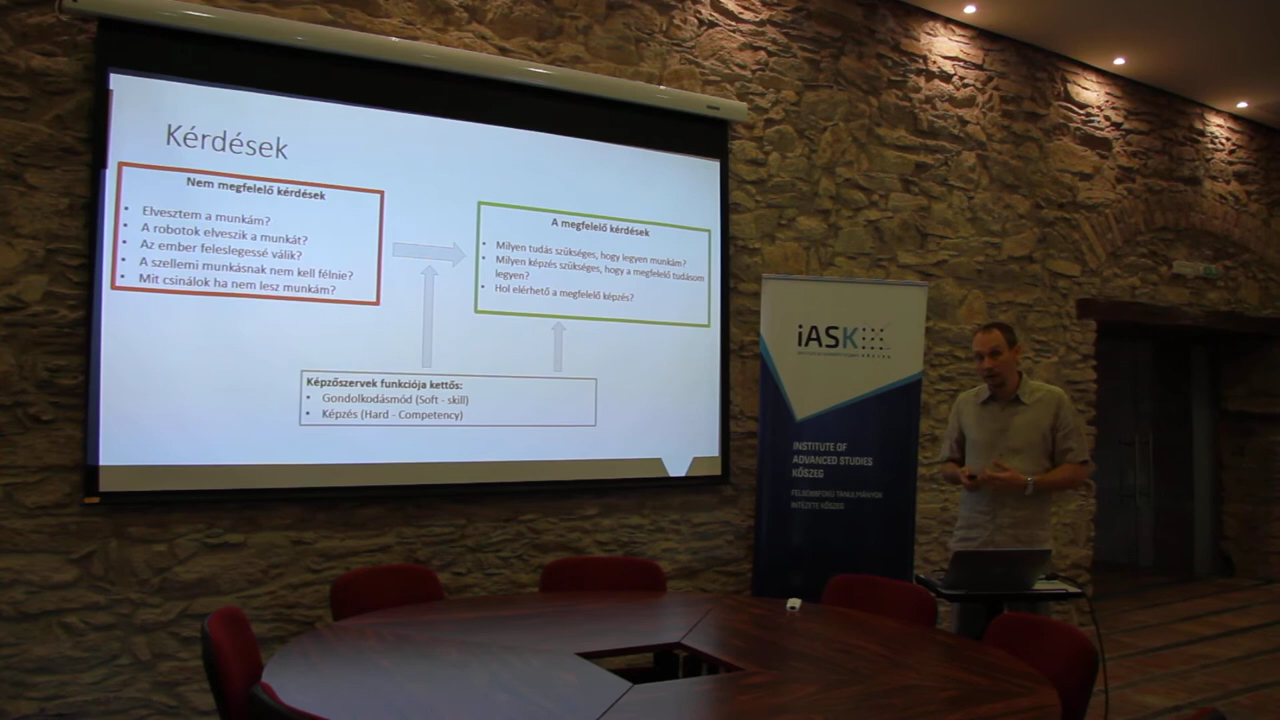 Kérdések
Nem megfelelő kérdések
• Elvesztem a munkám?
• A robotok elveszik a munkát?
• Az ember feleslegessé válik?
• A szellemi munkásnak nem kell félnie?
• Mit csinálok ha nem lesz munkám?
A megfelelő kérdések
• Milyen tudás szükséges, hogy legyen munkám?
• Milyen képzés szükséges, hogy a megfelelő tudásom
legyen?
• Hol elérhető a megfelelő képzés?
Képzőszervek funkciója kettős:
• Gondolkodásmód (Soft - skill)
• Képzés (Hard - Competency)
iASK
INSTITUTE OF
ADVANCED STUDIES
KŐSZEG
FELSŐBBFOKÚ TANULMÁNYOK
INTÉZETE KŐSZEG